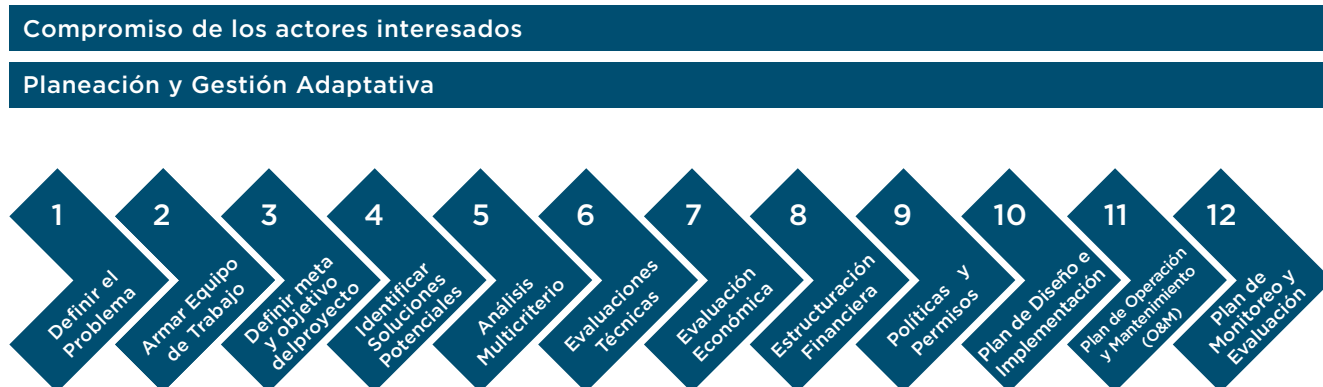 Compromiso de los actores interesados
Planeación y Gestión Adaptativa
1
Definir el
Problema
2
Armar Equipo
de Trabajo
3
Definir meta
y objetivo
delproyecto
4
Identificar
Soluciones
Potenciales
5
Análisis
Multicriterio
6
Evaluaciones
Técnicas
7
Evaluación
Económica
8
Estructuración
Financiera
9
Políticas y
Permisos
10
Plan de Diseño e
Implementación
11
Plan de Operación
y Mantenimiento
(O&M)
12
Plan de
Monitoreo y
Evaluación